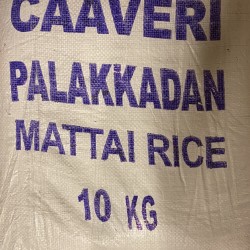 CAAVERI
PALAKKADAN
MATTAI RICE
10 KG